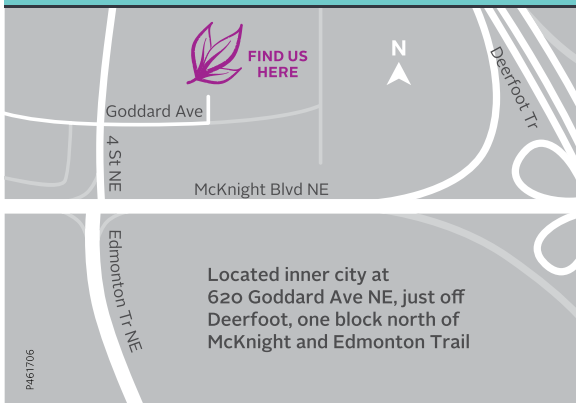 FIND US
HERE
N
Deerfoot Tr
Goddard Ave
4 St NE
McKnight Blvd NE
Edmonton Tr NE
Located inner city at
620 Goddard Ave NE, just off
Deerfoot, one block north of
McKnight and Edmonton Trail
P461706